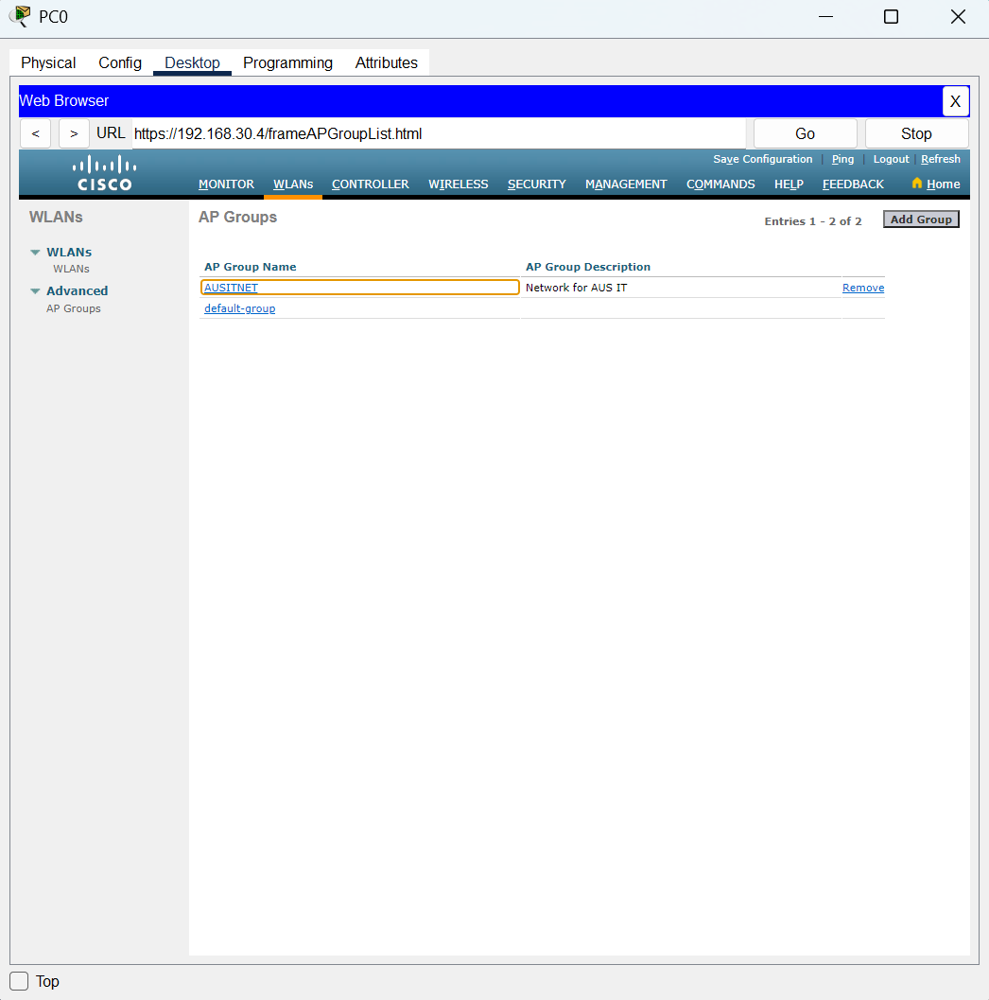 PC0
Physical Config Desktop Programming Attributes
Web Browser X
< > URL https://192.168.30.4/frameAPGroupList.html Go Stop
Save Configuration Ping Logout Refresh
CISCO
MONITOR WLANs CONTROLLER WIRELESS SECURITY MANAGEMENT COMMANDS HELP FEEDBACK Home
WLANs
WLANs
WLANs
Advanced
AP Groups
AP Groups
Entries 1 - 2 of 2 Add Group
AP Group Name AP Group Description
AUSITNET Network for AUS IT Remove
default-group
Top